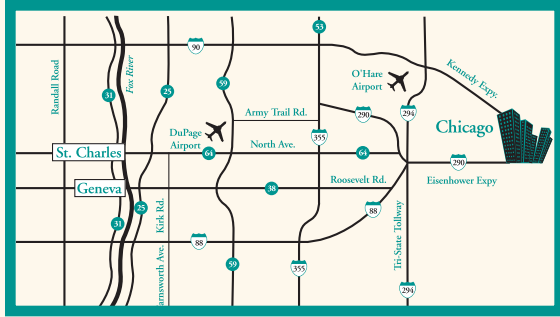 53
90
Kennedy Expy.
O'Hare
Airport
Randall Road
Fox River
59
25
31
Army Trail Rd.
290
294
DuPage
Airport
355
Chicago
St. Charles
64
North Ave.
64
290
Geneva
38
Roosevelt Rd.
Eisenhower Expy
25
Kirk Rd.
88
31
88
Tri-State Tollway
arnsworth Ave.
59
355
294